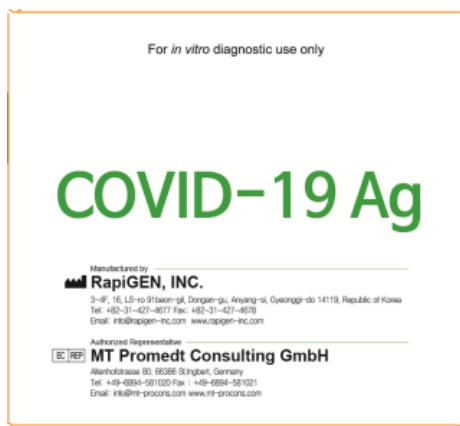 For in vitro diagnostic use only
COVID-19 Ag
Manufactured by
RapiGEN, INC.
3-4F, 16, LS-ro 91beon-gil, Dongan-gu, Anyang-si, Gyeonggi-do 14119, Republic of Korea
Tel: +82-31-427-4677 Fax: +82-31-427-4678
Email: info@rapigen-inc.com www.rapigen-inc.com
Authorized Representative
EC REP MT Promedt Consulting GmbH
Altenhofstrasse 80, 66386 St.Ingbert, Germany
Tel: +49-6894-581020 Fax : +49-6894-581021
Email: info@mt-procons.com www.mt-procons.com